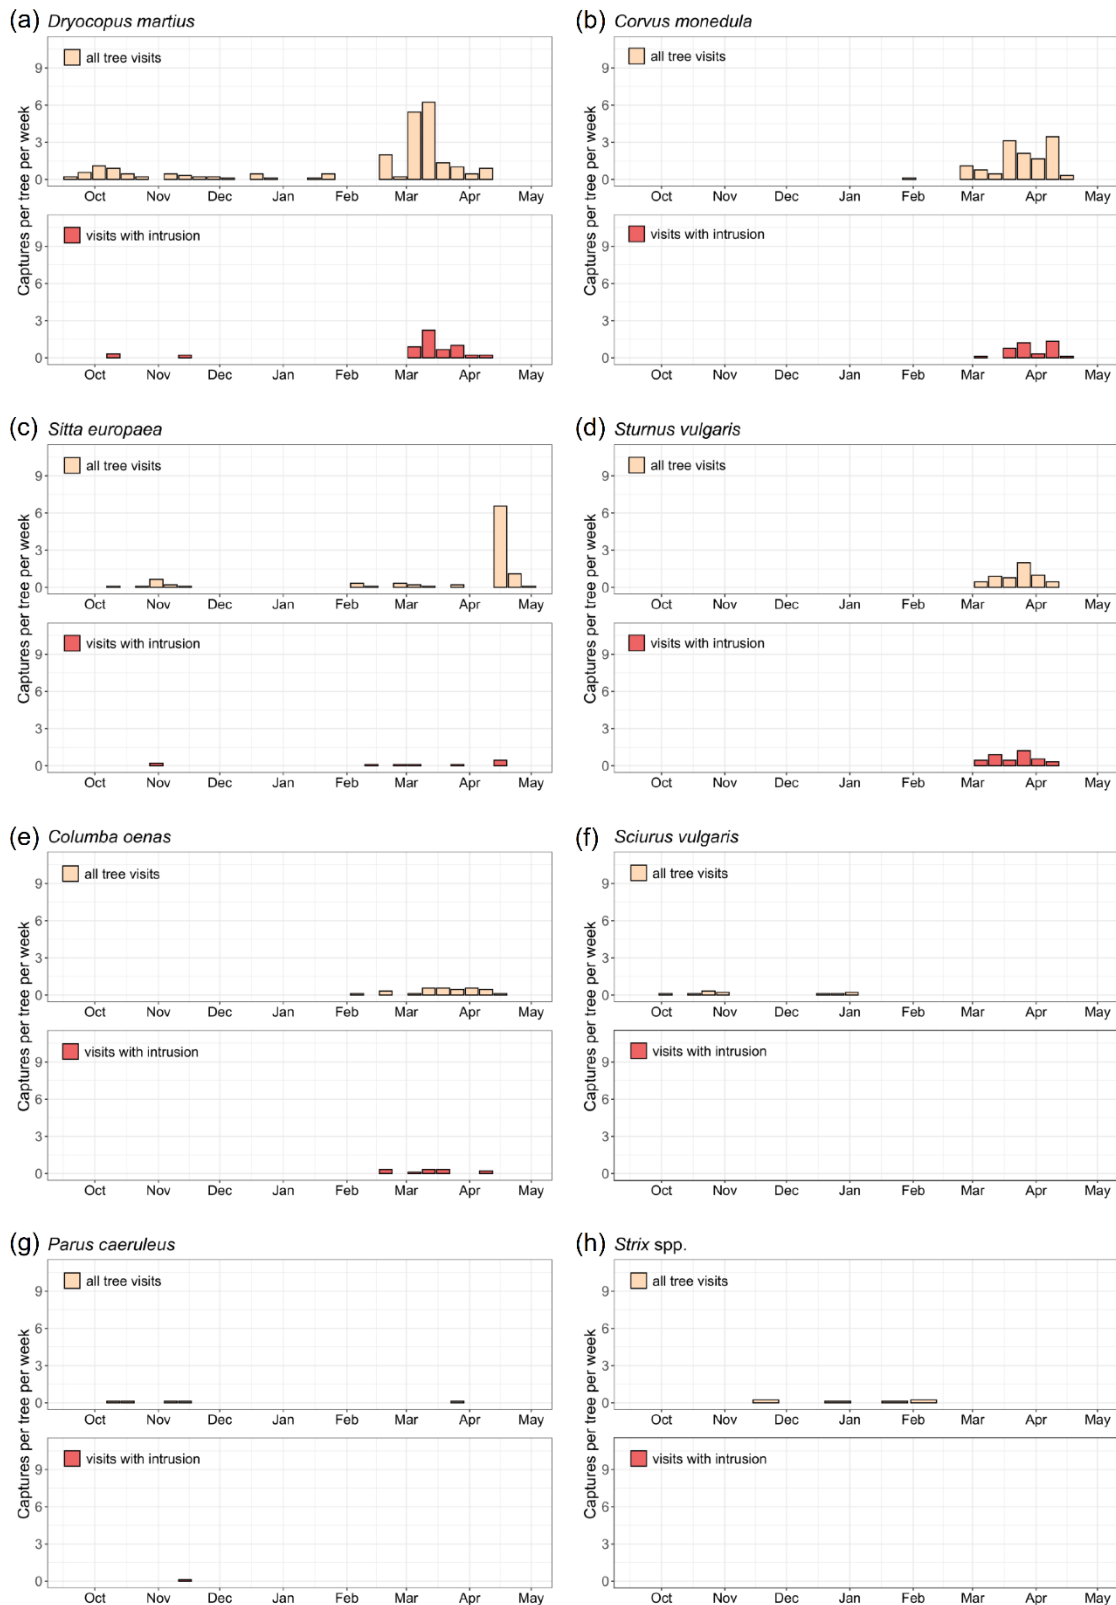 (a) Dryocopus martius
all tree visits
9
6
3
0
Oct Nov Dec Jan Feb Mar Apr May
visits with intrusion
9
6
3
0
Oct Nov Dec Jan Feb Mar Apr May
Captures per tree per week
(b) Corvus monedula
all tree visits
9
6
3
0
Oct Nov Dec Jan Feb Mar Apr May
visits with intrusion
9
6
3
0
Oct Nov Dec Jan Feb Mar Apr May
Captures per tree per week
(c) Sitta europaea
all tree visits
9
6
3
0
Oct Nov Dec Jan Feb Mar Apr May
visits with intrusion
9
6
3
0
Oct Nov Dec Jan Feb Mar Apr May
Captures per tree per week
(d) Sturnus vulgaris
all tree visits
9
6
3
0
Oct Nov Dec Jan Feb Mar Apr May
visits with intrusion
9
6
3
0
Oct Nov Dec Jan Feb Mar Apr May
Captures per tree per week
(e) Columba oenas
all tree visits
9
6
3
0
Oct Nov Dec Jan Feb Mar Apr May
visits with intrusion
9
6
3
0
Oct Nov Dec Jan Feb Mar Apr May
Captures per tree per week
(f) Sciurus vulgaris
all tree visits
9
6
3
0
Oct Nov Dec Jan Feb Mar Apr May
visits with intrusion
9
6
3
0
Oct Nov Dec Jan Feb Mar Apr May
Captures per tree per week
(g) Parus caeruleus
all tree visits
9
6
3
0
Oct Nov Dec Jan Feb Mar Apr May
visits with intrusion
9
6
3
0
Oct Nov Dec Jan Feb Mar Apr May
Captures per tree per week
(h) Strix spp.
all tree visits
9
6
3
0
Oct Nov Dec Jan Feb Mar Apr May
visits with intrusion
9
6
3
0
Oct Nov Dec Jan Feb Mar Apr May
Captures per tree per week